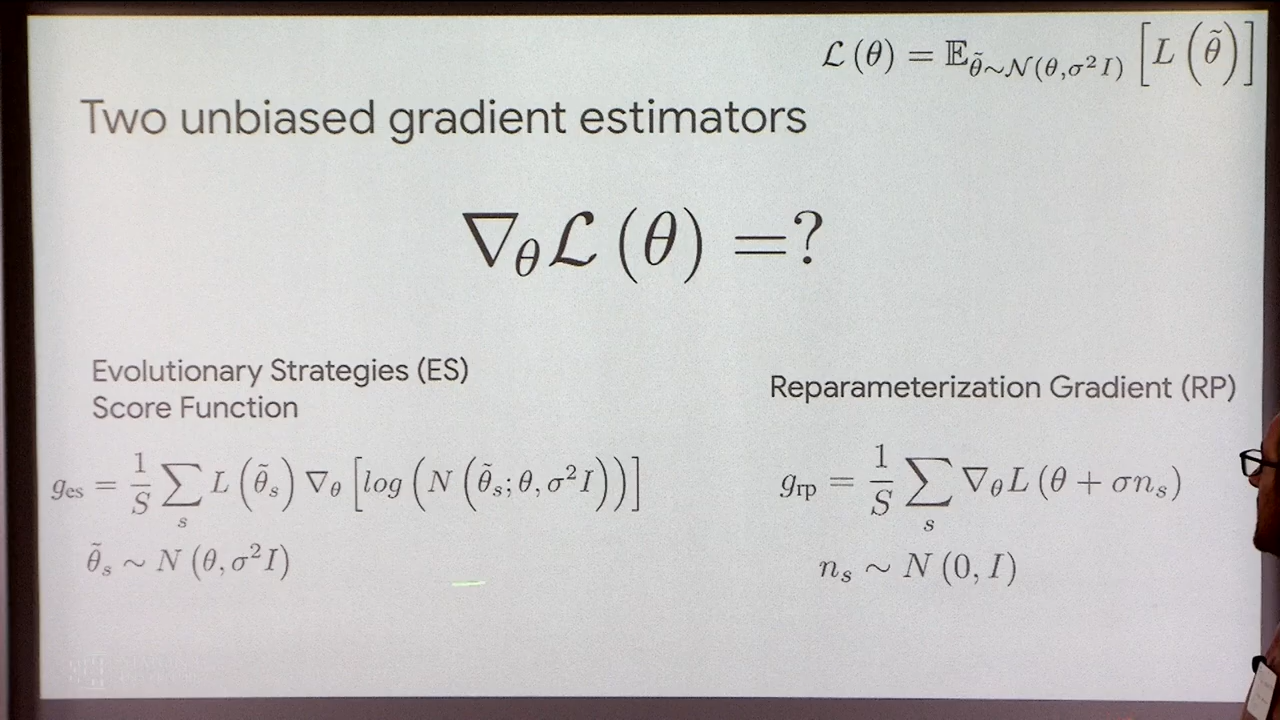 ℒ(θ) = 𝔼_{θ̃∼𝒩(θ,σ²I)} [L(θ̃)]
Two unbiased gradient estimators
∇_θ ℒ(θ) =?
Evolutionary Strategies (ES)
Score Function
g_es = 1/S ∑_s L(θ̃_s) ∇_θ [log(N(θ̃_s; θ, σ²I))]
θ̃_s ∼ N(θ, σ²I)
Reparameterization Gradient (RP)
g_rp = 1/S ∑_s ∇_θ L(θ + σn_s)
n_s ∼ N(0, I)